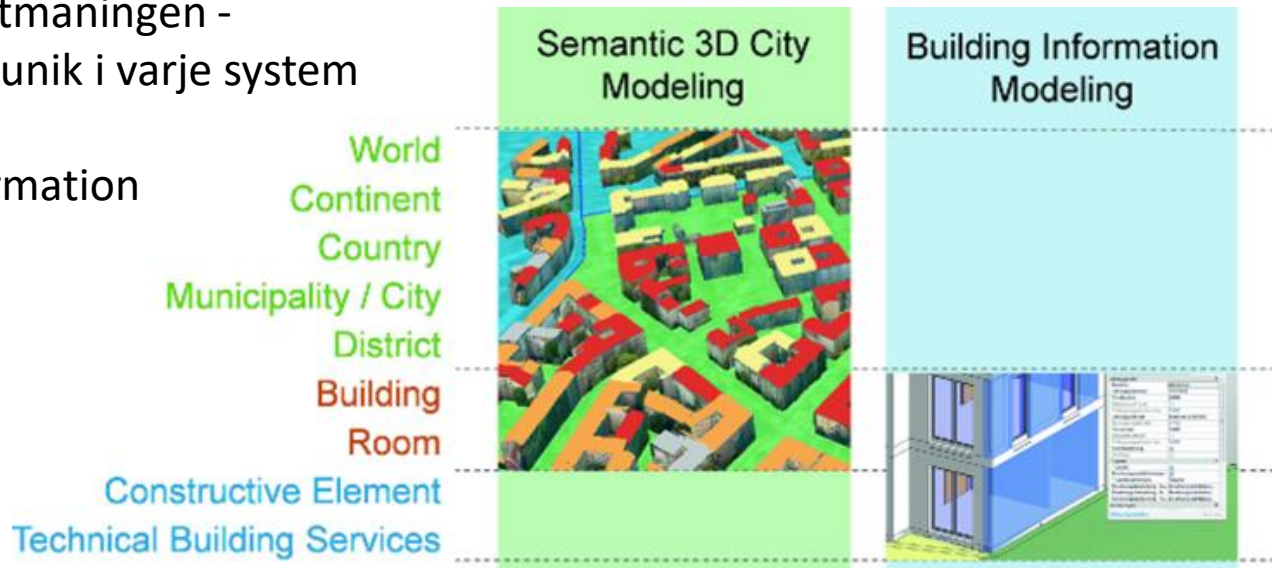 tmaningen -
unik i varje system
rmation
Semantic 3D City
Modeling
Building Information
Modeling
World
Continent
Country
Municipality / City
District
Building
Room
Constructive Element
Technical Building Services